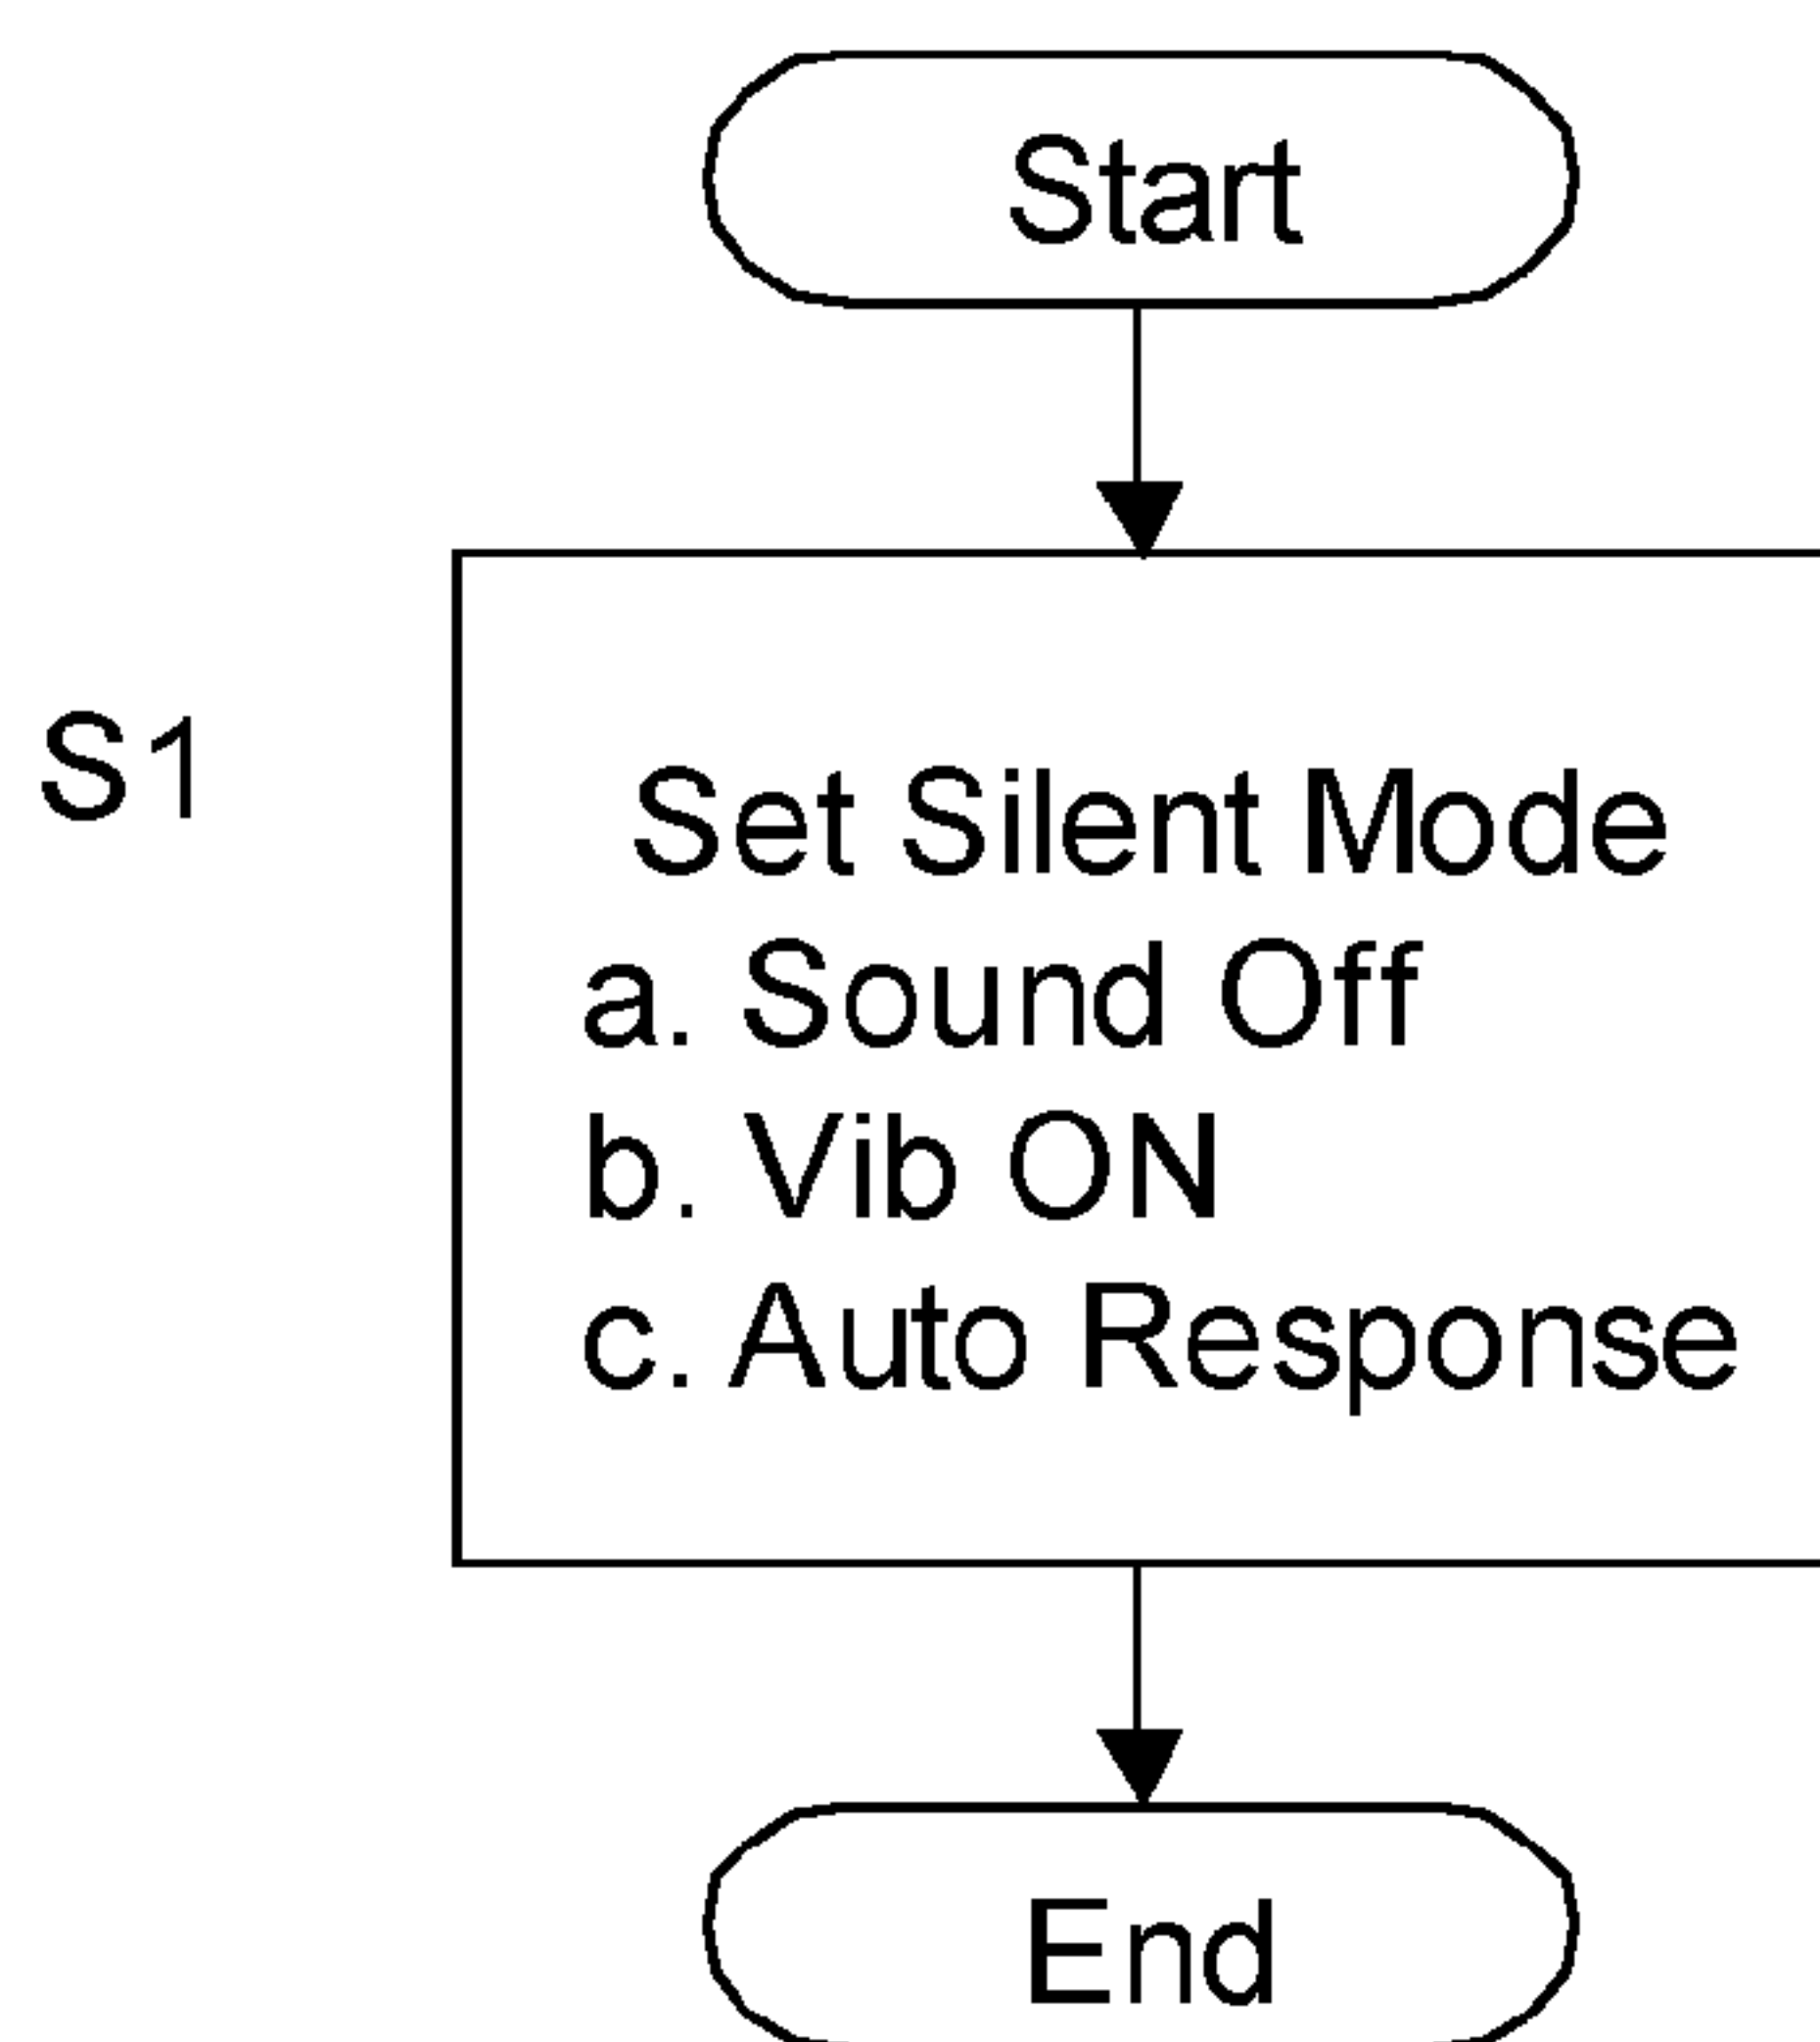 Start
S1
Set Silent Mode
a. Sound Off
b. Vib ON
c. Auto Response
End